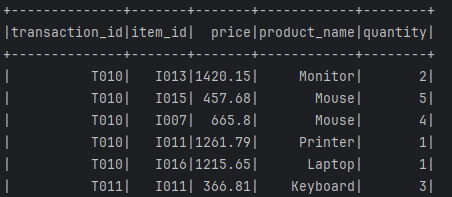 +--------------+-------+-------+------------+--------+
|transaction_id|item_id|  price|product_name|quantity|
+--------------+-------+-------+------------+--------+
|          T010|   I013|1420.15|     Monitor|       2|
|          T010|   I015| 457.68|       Mouse|       5|
|          T010|   I007|  665.8|       Mouse|       4|
|          T010|   I011|1261.79|     Printer|       1|
|          T010|   I016|1215.65|      Laptop|       1|
|          T011|   I011| 366.81|    Keyboard|       3|